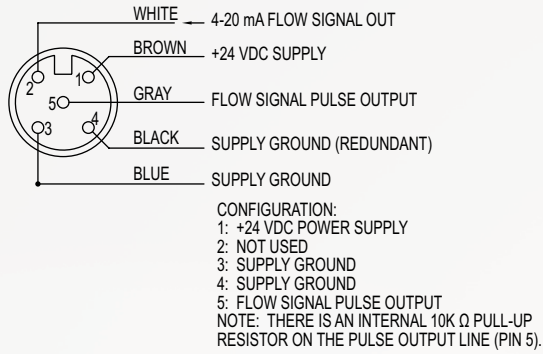 WHITE 4-20 mA FLOW SIGNAL OUT
BROWN +24 VDC SUPPLY
2 1
GRAY FLOW SIGNAL PULSE OUTPUT
5
3 4
BLACK SUPPLY GROUND (REDUNDANT)
BLUE SUPPLY GROUND
CONFIGURATION:
1: +24 VDC POWER SUPPLY
2: NOT USED
3: SUPPLY GROUND
4: SUPPLY GROUND
5: FLOW SIGNAL PULSE OUTPUT
NOTE: THERE IS AN INTERNAL 10K Ω PULL-UP
RESISTOR ON THE PULSE OUTPUT LINE (PIN 5).